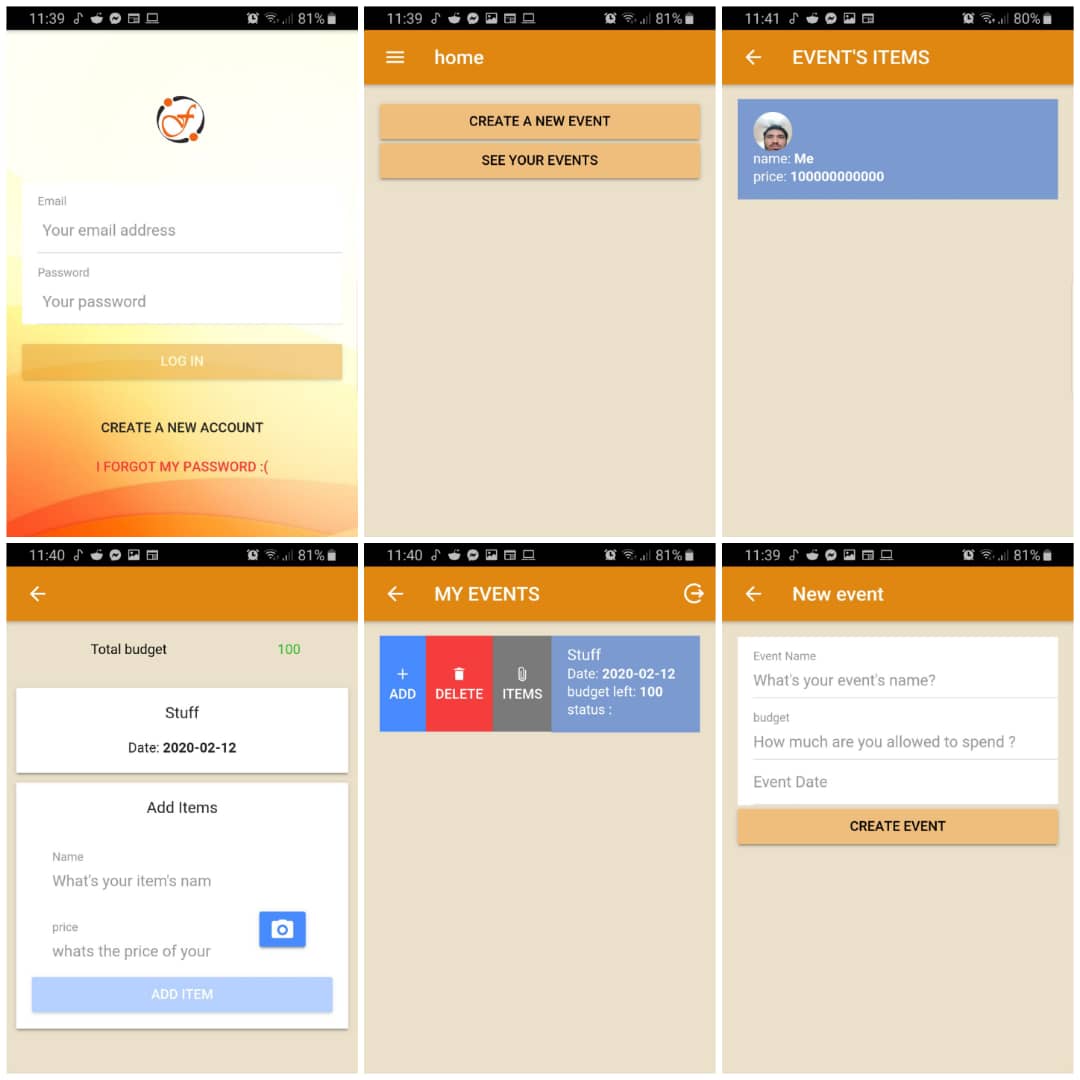 11:39 81%
Email
Your email address
Password
Your password
LOG IN
CREATE A NEW ACCOUNT
I FORGOT MY PASSWORD :(
11:39 81%
home
CREATE A NEW EVENT
SEE YOUR EVENTS
11:41 80%
EVENT'S ITEMS
name: Me
price: 100000000000
11:40 81%
Total budget 100
Stuff
Date: 2020-02-12
Add Items
Name
What's your item's nam
price
whats the price of your
ADD ITEM
11:40 81%
MY EVENTS
ADD DELETE ITEMS
Stuff
Date: 2020-02-12
budget left: 100
status :
11:39 81%
New event
Event Name
What's your event's name?
budget
How much are you allowed to spend ?
Event Date
CREATE EVENT